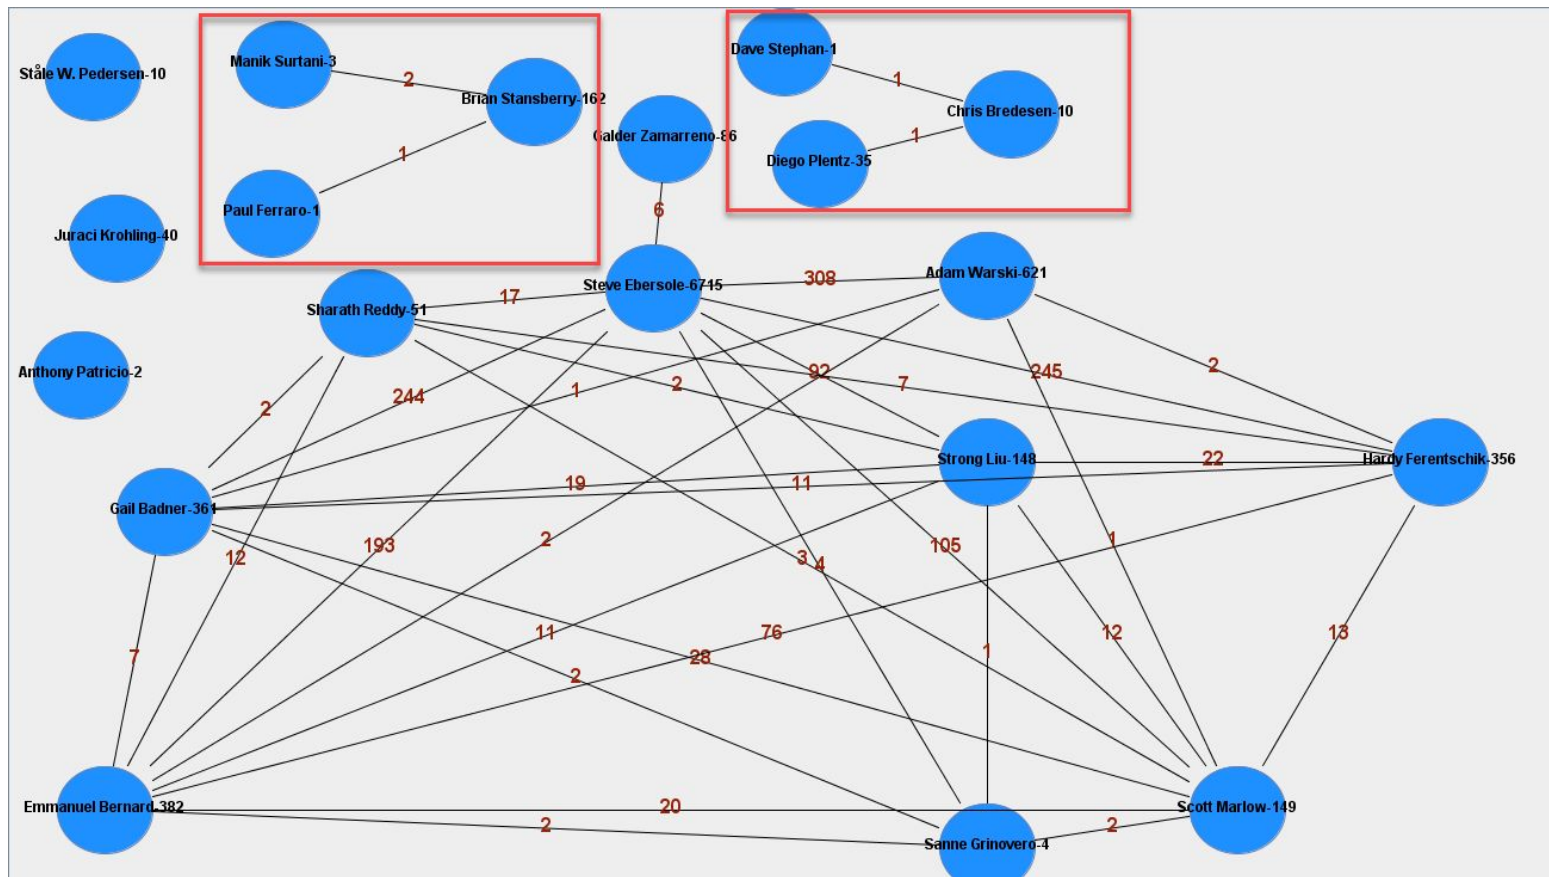 Dave Stephan-1
Manik Surtani-3
Ståle W. Pedersen-10
2
1
Brian Stansberry-162
Chris Bredesen-10
Galder Zamarreno-86
1
1
Diego Plentz-35
Paul Ferraro-1
6
Juraci Krohling-40
Adam Warski-621
308
Steve Ebersole-6715
17
Sharath Reddy-51
2
Anthony Patricio-2
92
245
7
2
1
244
2
Strong Liu-148
22
Hardy Ferentschik-356
19
11
Gail Badner-361
1
2
193
105
12
3
4
11
76
12
13
1
7
28
2
Emmanuel Bernard-382
20
Scott Marlow-149
2
2
Sanne Grinovero-4